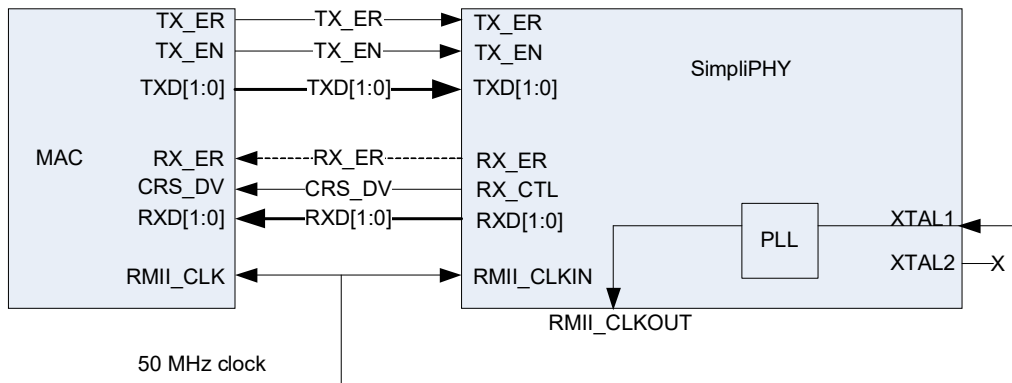 TX_ER
TX_ER
TX_ER
TX_EN
TX_EN
TX_EN
SimpliPHY
TXD[1:0]
TXD[1:0]
TXD[1:0]
MAC
RX_ER
RX_ER
RX_ER
CRS_DV
CRS_DV
RX_CTL
RXD[1:0]
RXD[1:0]
RXD[1:0]
PLL
XTAL1
XTAL2
X
RMII_CLK
RMII_CLKIN
RMII_CLKOUT
50 MHz clock